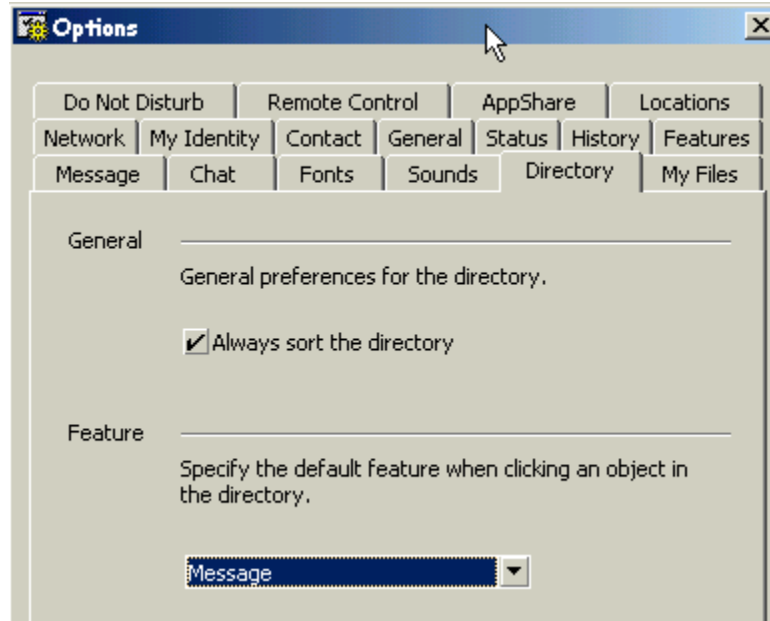 Options
Do Not Disturb Remote Control AppShare Locations
Network My Identity Contact General Status History Features
Message Chat Fonts Sounds Directory My Files
General
General preferences for the directory.
Always sort the directory
Feature
Specify the default feature when clicking an object in
the directory.
Message